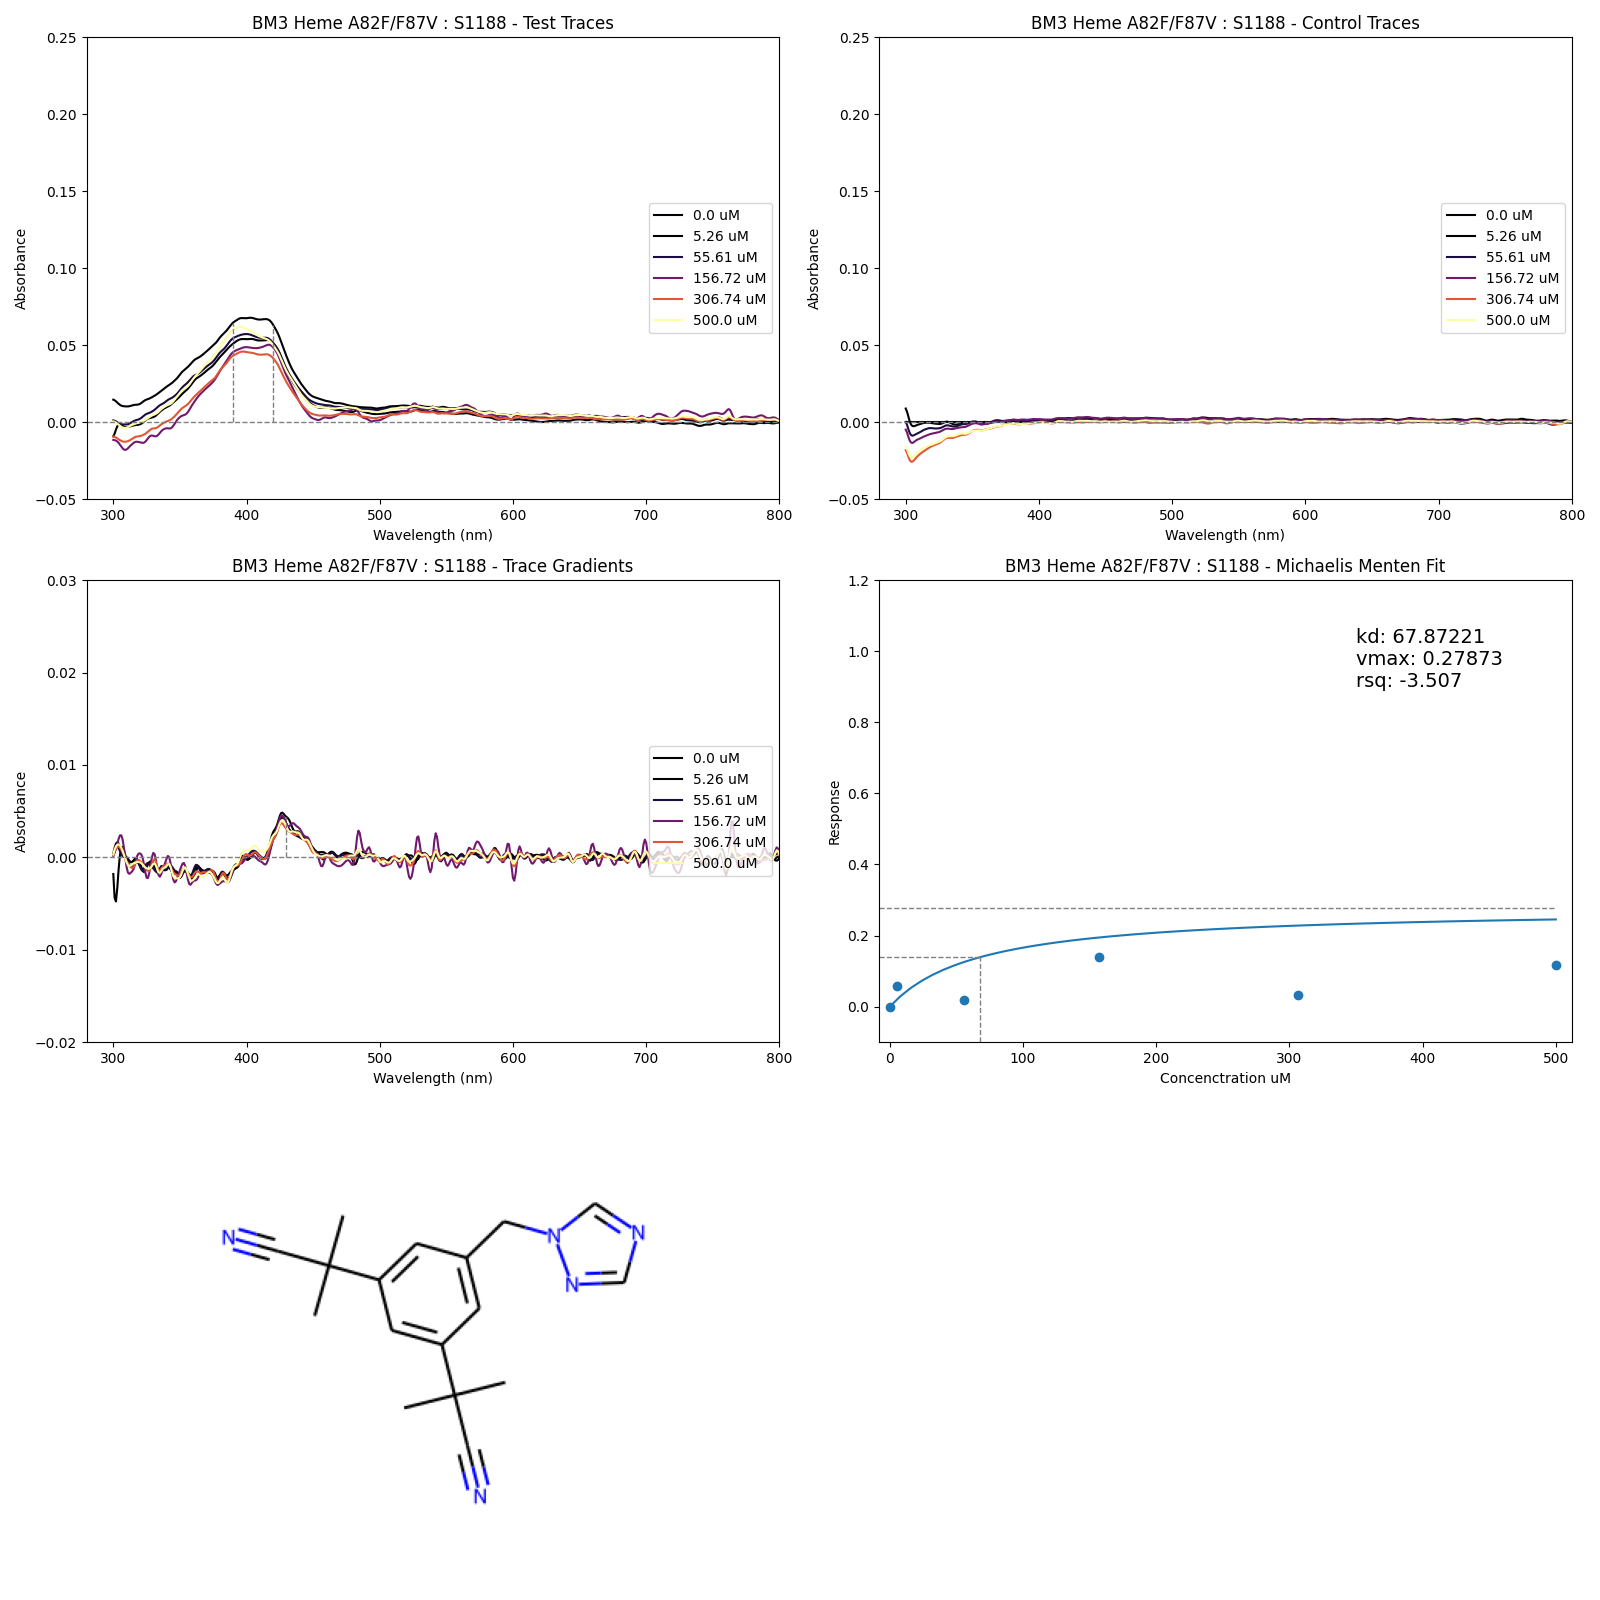 BM3 Heme A82F/F87V : S1188 - Test Traces
0.25
0.20
0.15
0.10
0.05
0.00
−0.05
Absorbance
300
400
500
600
700
800
Wavelength (nm)
0.0 uM
5.26 uM
55.61 uM
156.72 uM
306.74 uM
500.0 uM
BM3 Heme A82F/F87V : S1188 - Control Traces
0.25
0.20
0.15
0.10
0.05
0.00
−0.05
Absorbance
300
400
500
600
700
800
Wavelength (nm)
0.0 uM
5.26 uM
55.61 uM
156.72 uM
306.74 uM
500.0 uM
BM3 Heme A82F/F87V : S1188 - Trace Gradients
0.03
0.02
0.01
0.00
−0.01
−0.02
Absorbance
300
400
500
600
700
800
Wavelength (nm)
0.0 uM
5.26 uM
55.61 uM
156.72 uM
306.74 uM
500.0 uM
BM3 Heme A82F/F87V : S1188 - Michaelis Menten Fit
1.2
1.0
0.8
0.6
0.4
0.2
0.0
Response
0
100
200
300
400
500
Concenctration uM
kd: 67.87221
vmax: 0.27873
rsq: -3.507
N
N
N
N
N